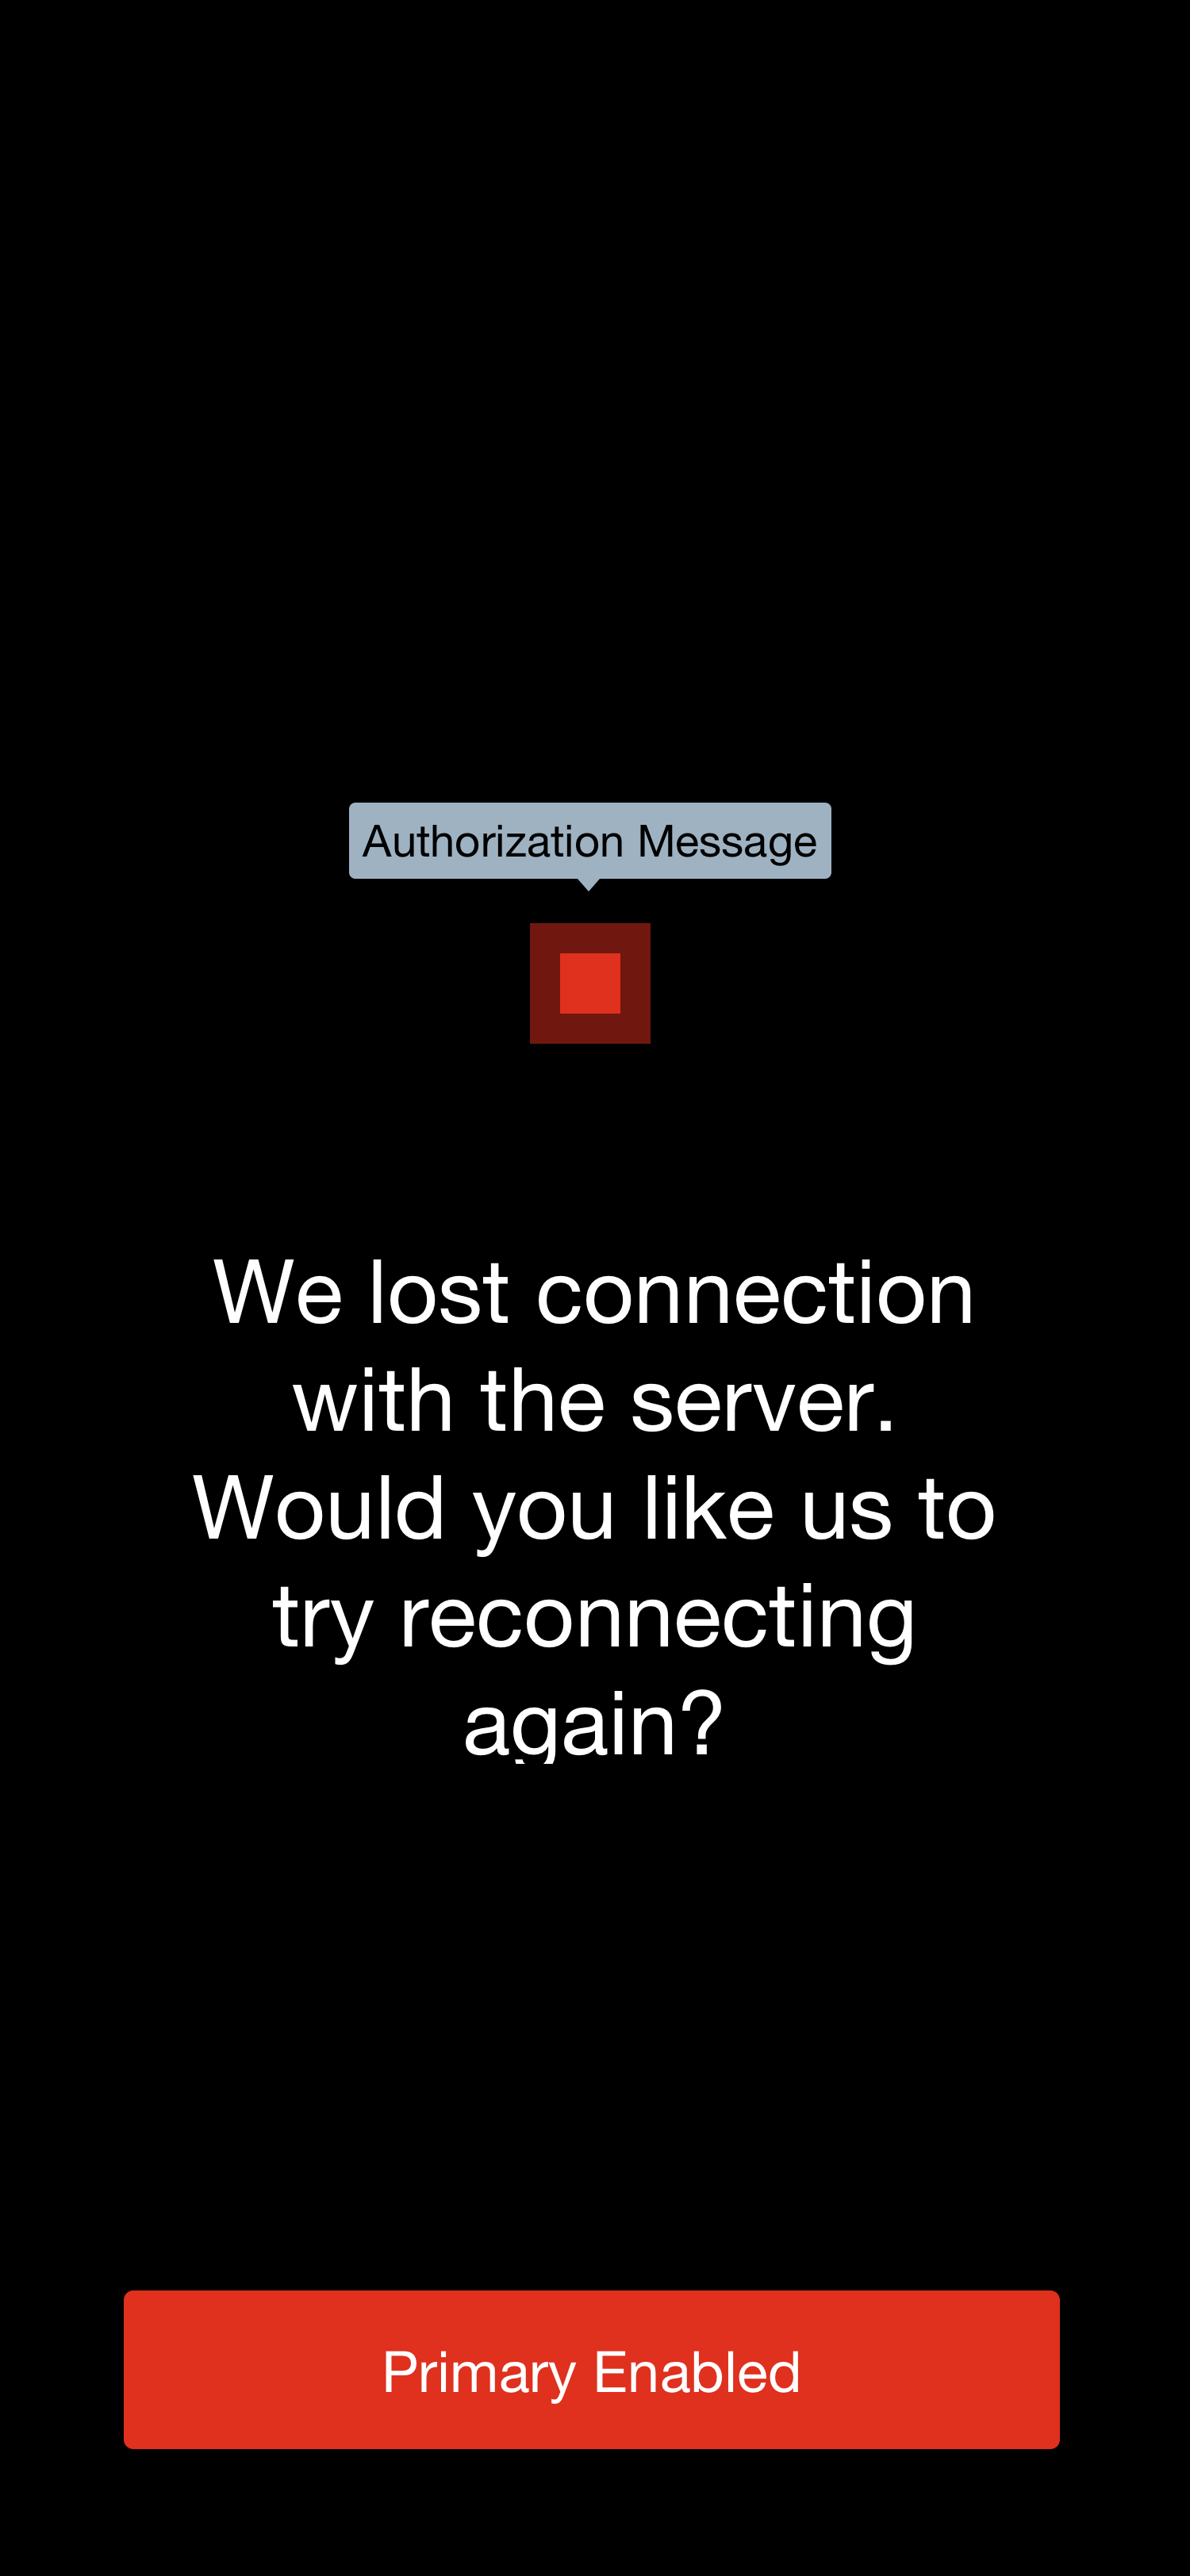 Authorization Message
We lost connection
with the server.
Would you like us to
try reconnecting
again?
Primary Enabled